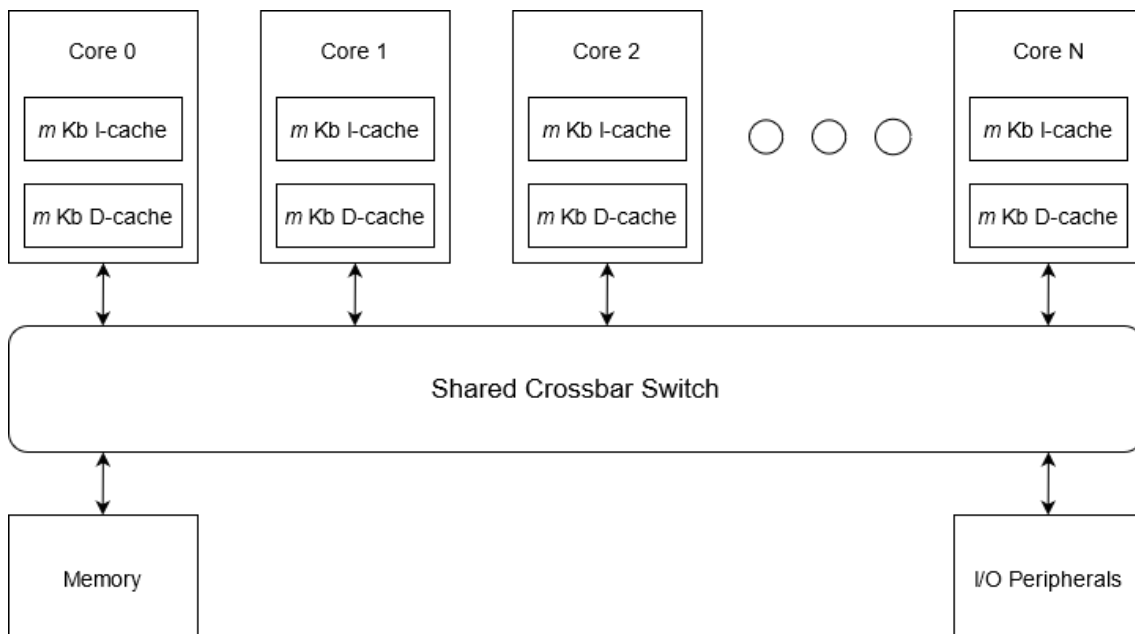 Core 0
m Kb I-cache
m Kb D-cache
Core 1
m Kb I-cache
m Kb D-cache
Core 2
m Kb I-cache
m Kb D-cache
Core N
m Kb I-cache
m Kb D-cache
Shared Crossbar Switch
Memory
I/O Peripherals